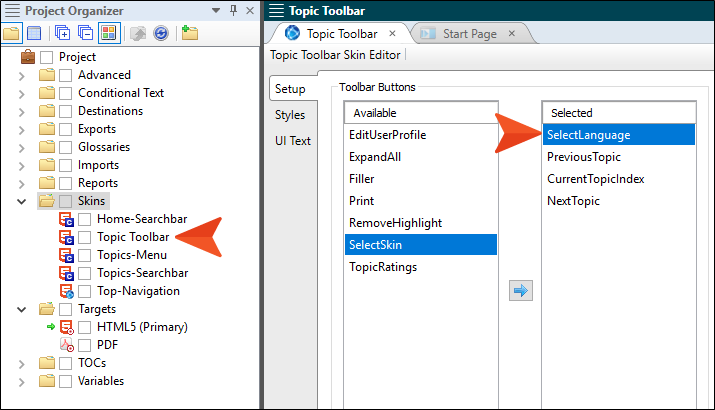 Project Organizer
Project
Advanced
Conditional Text
Destinations
Exports
Glossaries
Imports
Reports
Skins
Home-Searchbar
Topic Toolbar
Topics-Menu
Topics-Searchbar
Top-Navigation
Targets
HTML5 (Primary)
PDF
TOCs
Variables
Topic Toolbar
Topic Toolbar
Start Page
Topic Toolbar Skin Editor
Setup
Styles
UI Text
Toolbar Buttons
Available
EditUserProfile
ExpandAll
Filler
Print
RemoveHighlight
SelectSkin
TopicRatings
Selected
SelectLanguage
PreviousTopic
CurrentTopicIndex
NextTopic